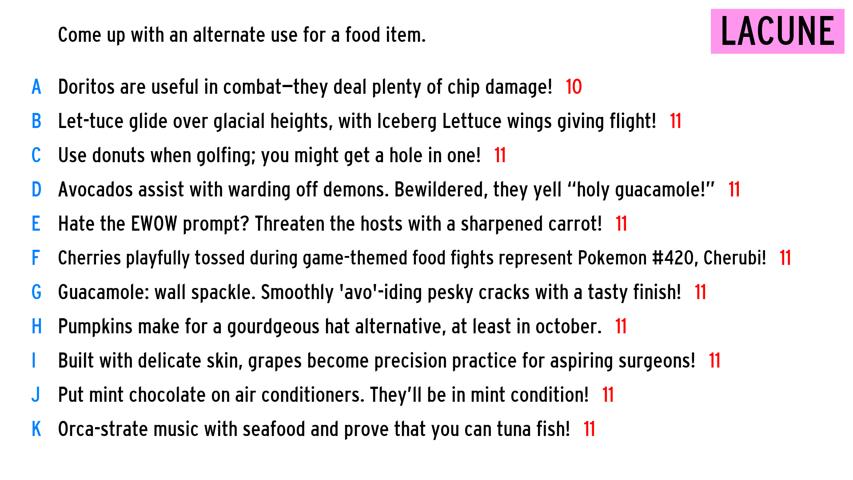 Come up with an alternate use for a food item.
LACUNE
A Doritos are useful in combat—they deal plenty of chip damage! 10
B Let-tuce glide over glacial heights, with Iceberg Lettuce wings giving flight! 11
C Use donuts when golfing; you might get a hole in one! 11
D Avocados assist with warding off demons. Bewildered, they yell “holy guacamole!” 11
E Hate the EWOW prompt? Threaten the hosts with a sharpened carrot! 11
F Cherries playfully tossed during game-themed food fights represent Pokemon #420, Cherubi! 11
G Guacamole: wall spackle. Smoothly 'avo'-iding pesky cracks with a tasty finish! 11
H Pumpkins make for a gourdgeous hat alternative, at least in october. 11
I Built with delicate skin, grapes become precision practice for aspiring surgeons! 11
J Put mint chocolate on air conditioners. They’ll be in mint condition! 11
K Orca-strate music with seafood and prove that you can tuna fish! 11